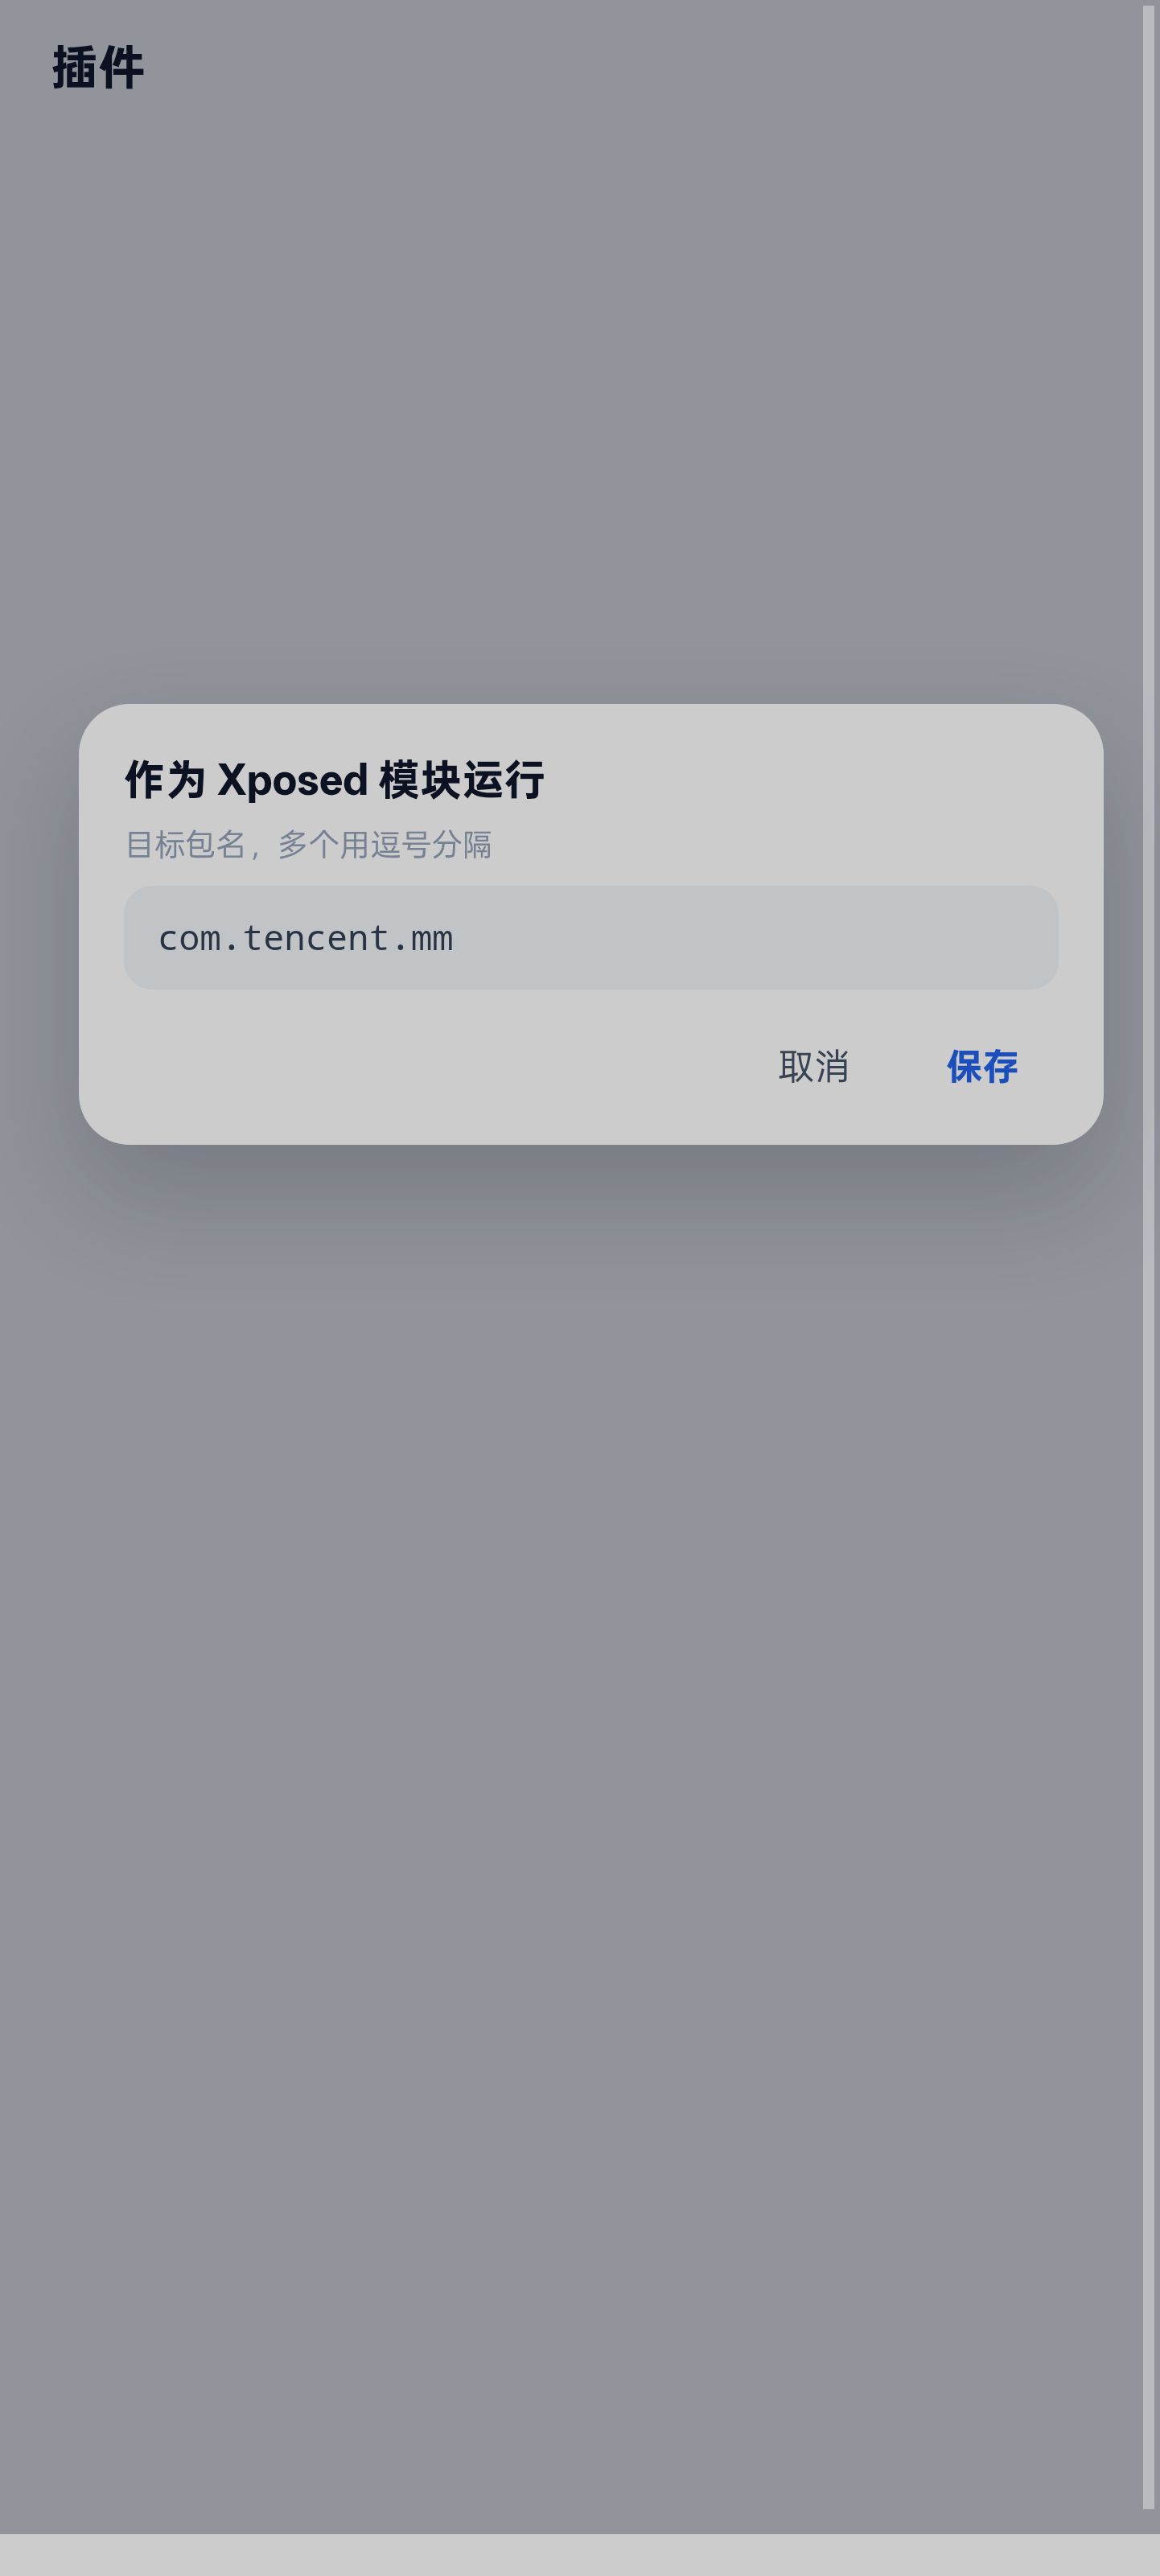 插件
作为 Xposed 模块运行
目标包名，多个用逗号分隔
com.tencent.mm
取消 保存